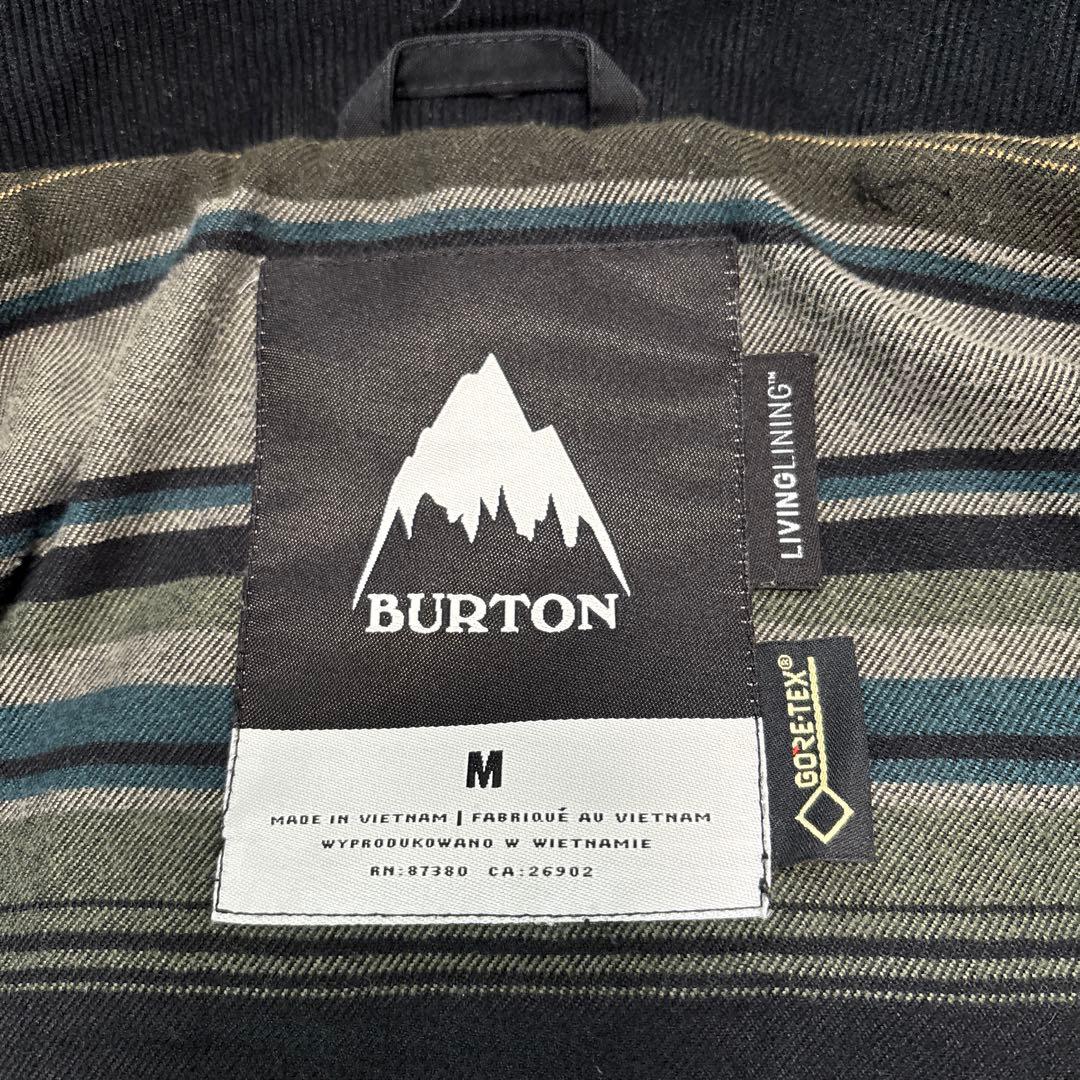 BURTON
M
MADE IN VIETNAM | FABRIQUÉ AU VIETNAM
WYPRODUKOWANO W WIETNAMIE
RN:87380 CA:26902
LIVINGLINING™
GORE-TEX®